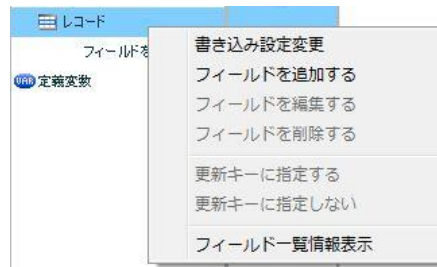 レコード
フィールドを
VAR 定義変数
書き込み設定変更
フィールドを追加する
フィールドを編集する
フィールドを削除する
更新キーに指定する
更新キーに指定しない
フィールド一覧情報表示